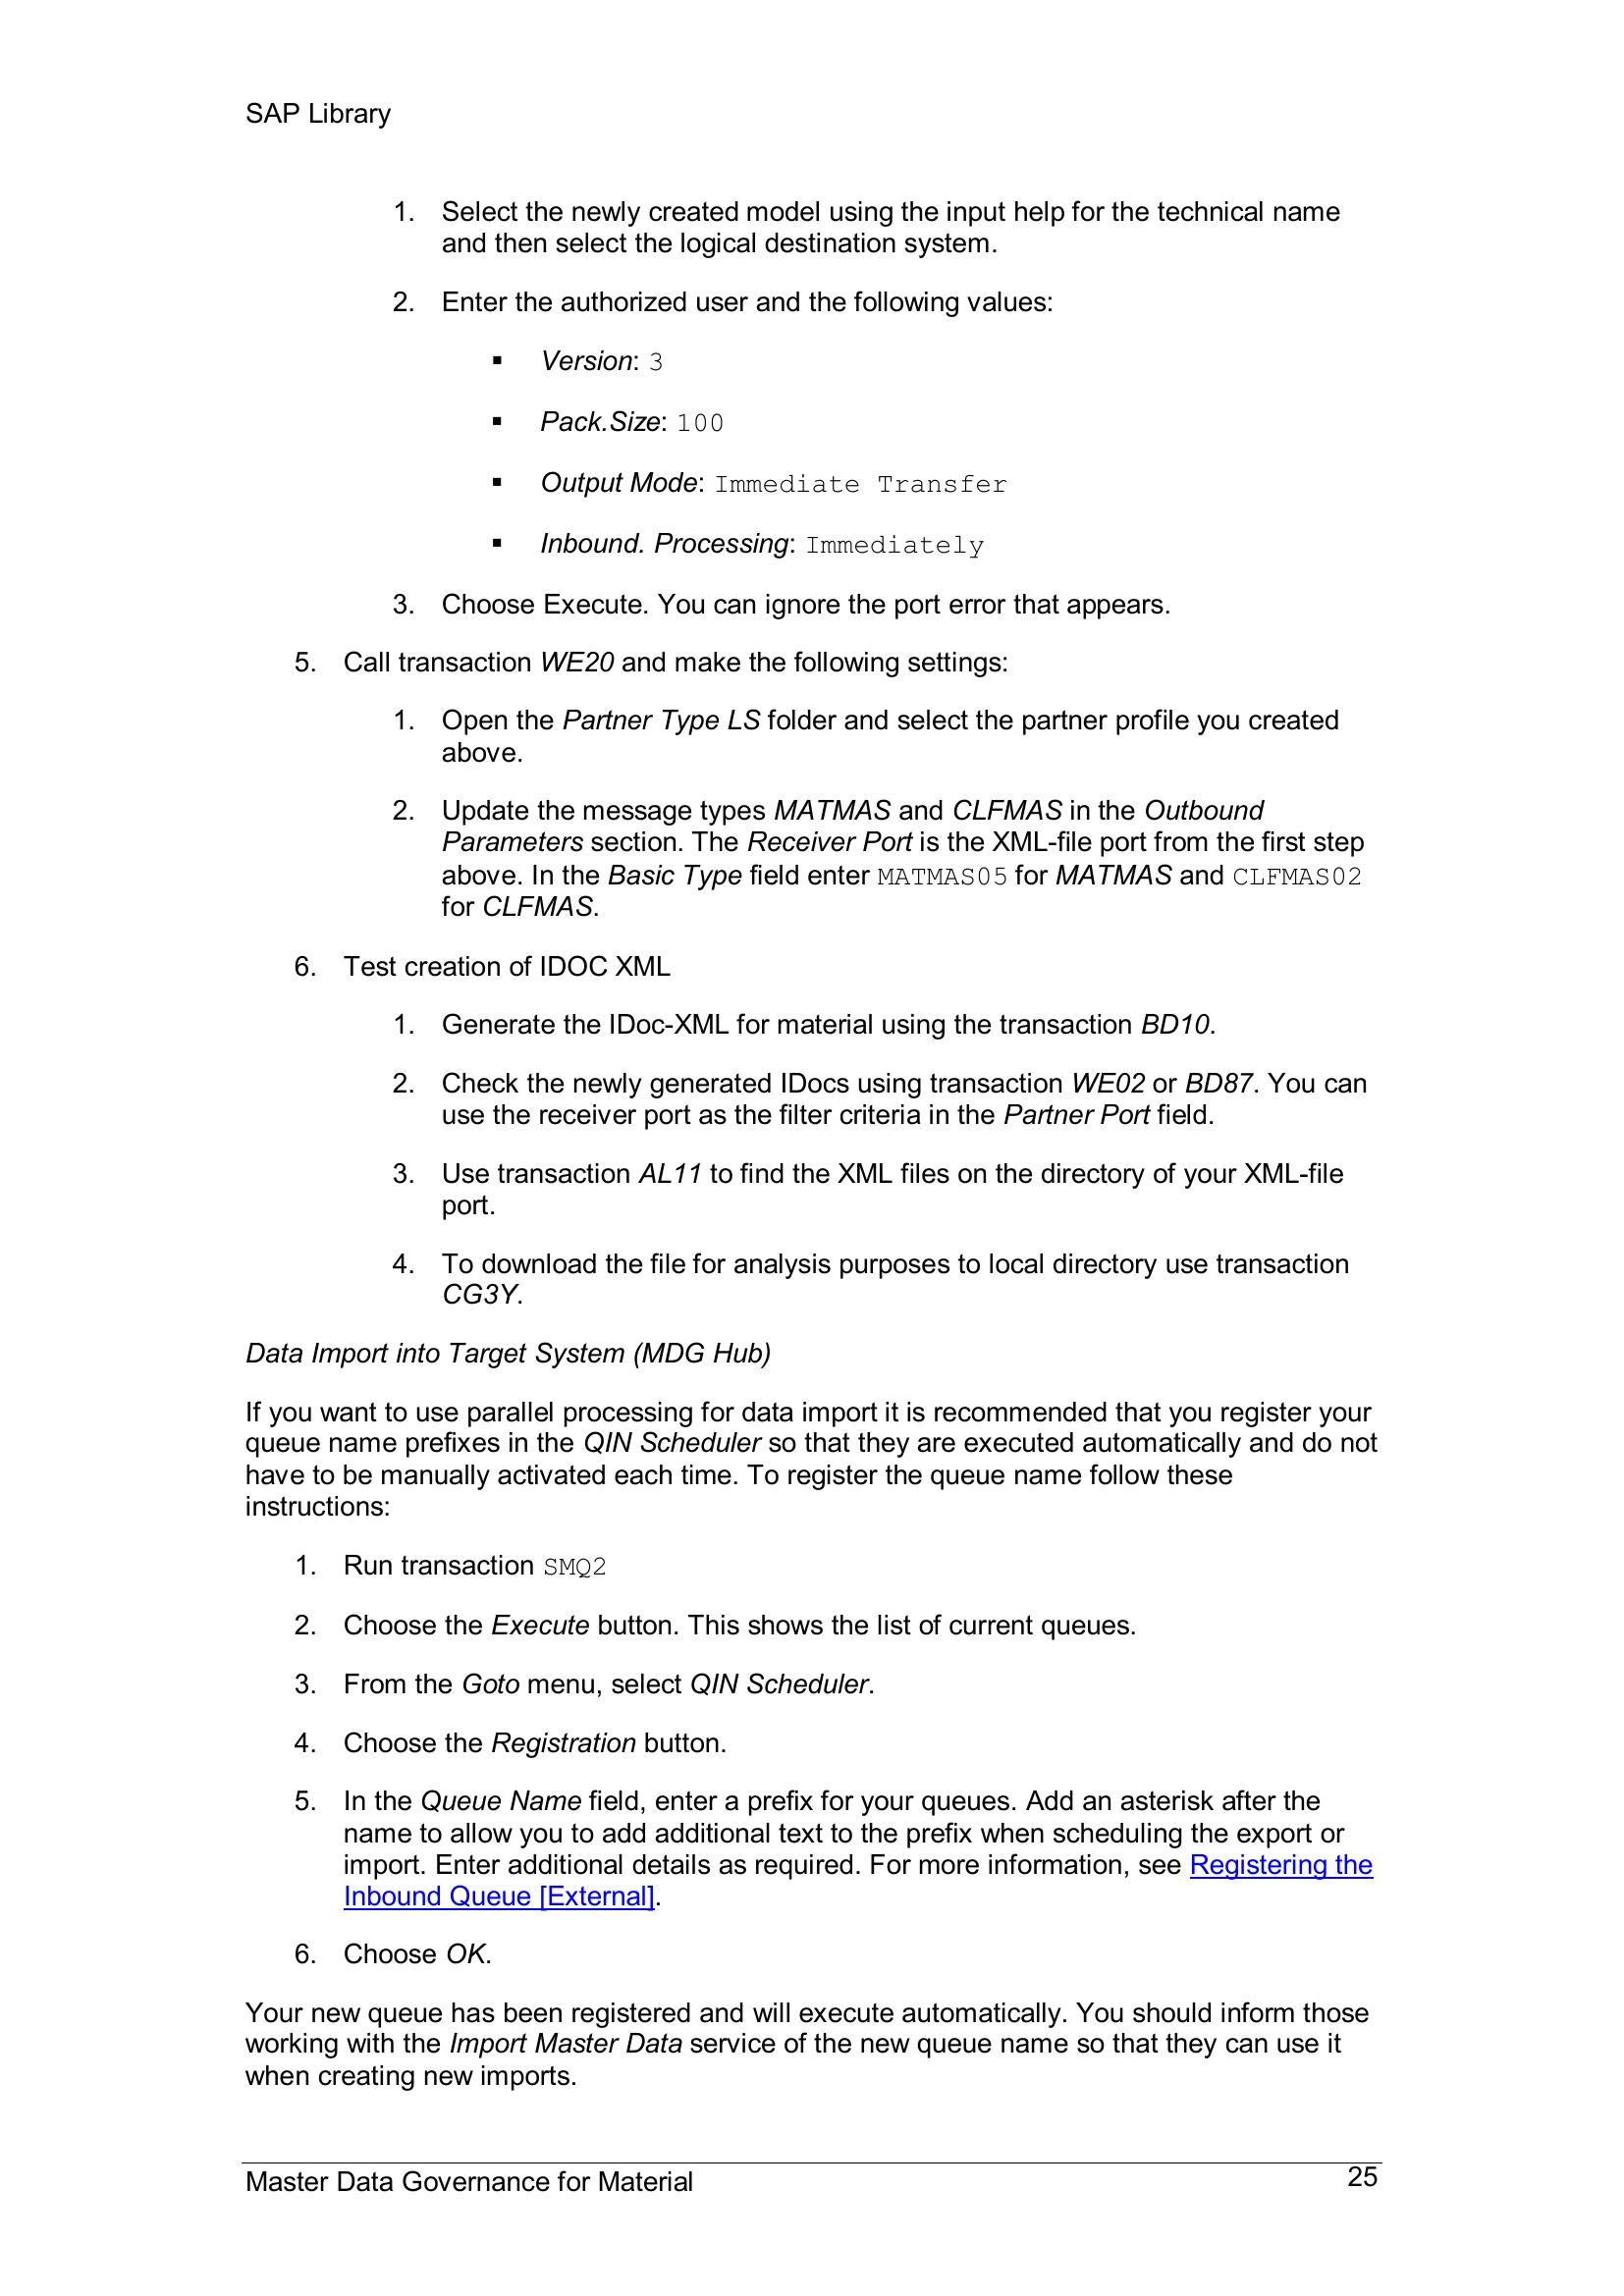 SAP Library
1. Select the newly created model using the input help for the technical name
and then select the logical destination system.
2. Enter the authorized user and the following values:
▪ Version: 3
▪ Pack.Size: 100
▪ Output Mode: Immediate Transfer
▪ Inbound. Processing: Immediately
3. Choose Execute. You can ignore the port error that appears.
5. Call transaction WE20 and make the following settings:
1. Open the Partner Type LS folder and select the partner profile you created
above.
2. Update the message types MATMAS and CLFMAS in the Outbound
Parameters section. The Receiver Port is the XML-file port from the first step
above. In the Basic Type field enter MATMAS05 for MATMAS and CLFMAS02
for CLFMAS.
6. Test creation of IDOC XML
1. Generate the IDoc-XML for material using the transaction BD10.
2. Check the newly generated IDocs using transaction WE02 or BD87. You can
use the receiver port as the filter criteria in the Partner Port field.
3. Use transaction AL11 to find the XML files on the directory of your XML-file
port.
4. To download the file for analysis purposes to local directory use transaction
CG3Y.
Data Import into Target System (MDG Hub)
If you want to use parallel processing for data import it is recommended that you register your
queue name prefixes in the QIN Scheduler so that they are executed automatically and do not
have to be manually activated each time. To register the queue name follow these
instructions:
1. Run transaction SMQ2
2. Choose the Execute button. This shows the list of current queues.
3. From the Goto menu, select QIN Scheduler.
4. Choose the Registration button.
5. In the Queue Name field, enter a prefix for your queues. Add an asterisk after the
name to allow you to add additional text to the prefix when scheduling the export or
import. Enter additional details as required. For more information, see Registering the
Inbound Queue [External].
6. Choose OK.
Your new queue has been registered and will execute automatically. You should inform those
working with the Import Master Data service of the new queue name so that they can use it
when creating new imports.
Master Data Governance for Material 25